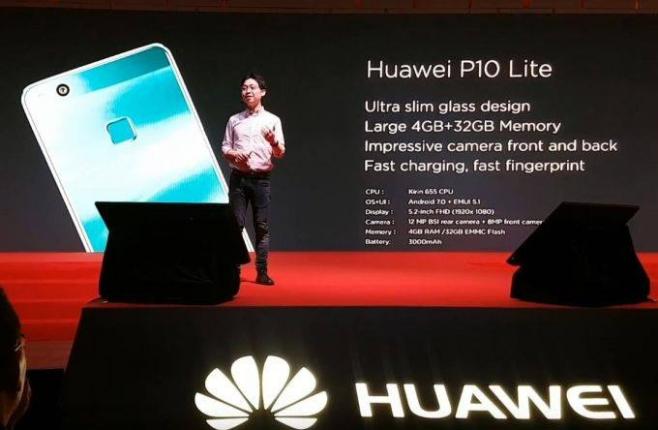 Huawei P10 Lite
Ultra slim glass design
Large 4GB+32GB Memory
Impressive camera front and back
Fast charging, fast fingerprint
CPU : Kirin 655 CPU
OS+UI : Android 7.0 + EMUI 5.1
Display : 5.2-inch FHD (1920x 1080)
Camera : 12 MP BSI rear camera + 8MP front camera
Memory : 4GB RAM /32GB EMMC Flash
Battery: 3000mAh
HUAWEI